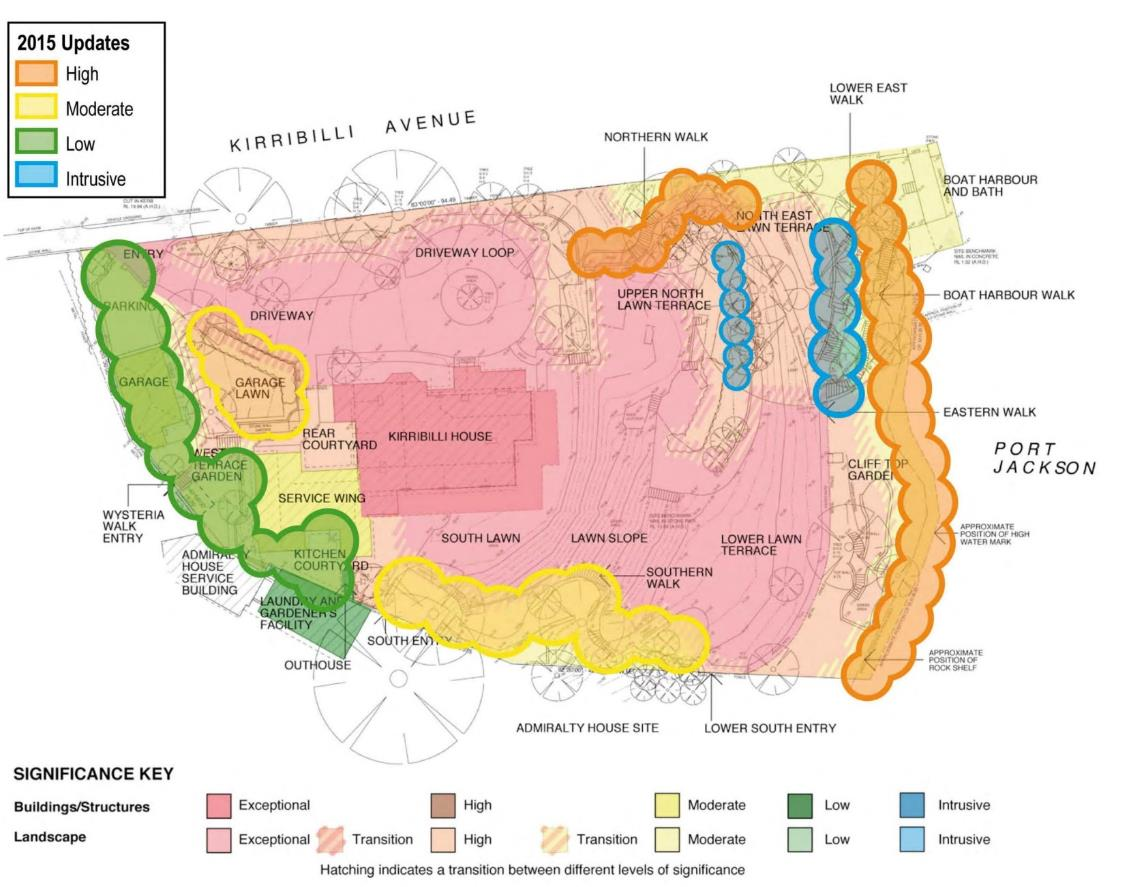 2015 Updates
High
Moderate
Low
Intrusive
KIRRIBILLI AVENUE
NORTHERN WALK
LOWER EAST
WALK
BOAT HARBOUR
AND BATH
NORTH EAST
LAWN TERRACE
ENTRY
DRIVEWAY LOOP
PARKING
UPPER NORTH
LAWN TERRACE
BOAT HARBOUR WALK
DRIVEWAY
GARAGE
GARAGE
LAWN
EASTERN WALK
REAR
COURTYARD
KIRRIBILLI HOUSE
PORT
JACKSON
WEST
TERRACE
GARDEN
CLIFF TOP
GARDEN
SERVICE WING
WYSTERIA
WALK
ENTRY
SOUTH LAWN
LAWN SLOPE
LOWER LAWN
TERRACE
APPROXIMATE
POSITION OF HIGH
WATER MARK
ADMIRALTY
HOUSE
SERVICE
BUILDING
KITCHEN
COURTYARD
SOUTHERN
WALK
LAUNDRY AND
GARDENER'S
FACILITY
SOUTH ENTRY
OUTHOUSE
APPROXIMATE
POSITION OF
ROCK SHELF
ADMIRALTY HOUSE SITE
LOWER SOUTH ENTRY
SIGNIFICANCE KEY
Buildings/Structures
Exceptional
High
Moderate
Low
Intrusive
Landscape
Exceptional
Transition
High
Transition
Moderate
Low
Intrusive
Hatching indicates a transition between different levels of significance